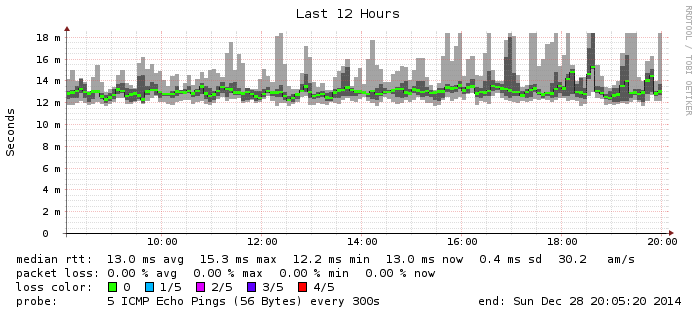 Last 12 Hours
RRDTOOL / TOBI OETIKER
Seconds
18 m
16 m
14 m
12 m
10 m
8 m
6 m
4 m
2 m
0
10:00 12:00 14:00 16:00 18:00 20:00
median rtt: 13.0 ms avg 15.3 ms max 12.2 ms min 13.0 ms now 0.4 ms sd 30.2 am/s
packet loss: 0.00 % avg 0.00 % max 0.00 % min 0.00 % now
loss color: 0 1/5 2/5 3/5 4/5
probe: 5 ICMP Echo Pings (56 Bytes) every 300s end: Sun Dec 28 20:05:20 2014